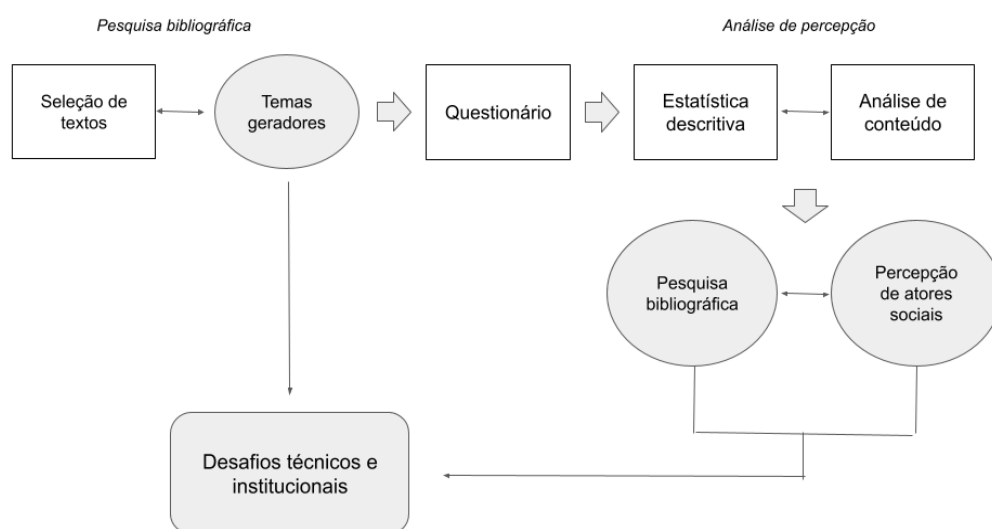 Pesquisa bibliográfica
Análise de percepção
Seleção de
textos
Temas
geradores
Questionário
Estatística
descritiva
Análise de
conteúdo
Pesquisa
bibliográfica
Percepção
de atores
sociais
Desafios técnicos e
institucionais